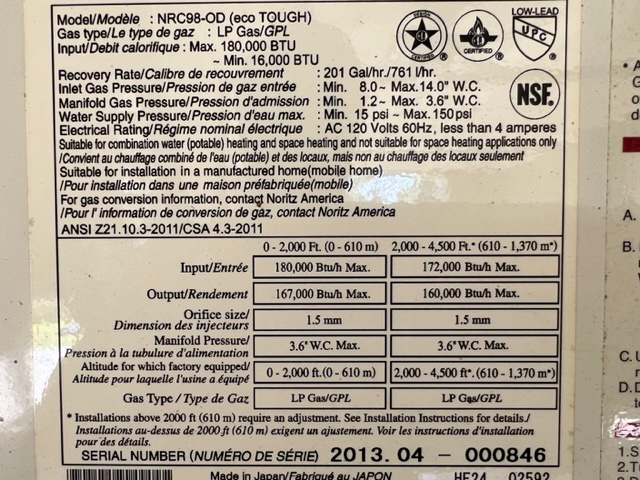 Model/Modèle : NRC98-OD (eco TOUGH)
Gas type/Le type de gaz : LP Gas/GPL
Input/Debit calorifique : Max. 180,000 BTU
~ Min. 16,000 BTU
DESIGN CERTIFIED
CERTIFIED
LOW-LEAD
UPC
Recovery Rate/Calibre de recouvrement : 201 Gal/hr./761 l/hr.
Inlet Gas Pressure/Pression de gaz entrée : Min. 8.0~ Max.14.0" W.C.
Manifold Gas Pressure/Pression d'admission : Min. 1.2~ Max. 3.6" W.C.
Water Supply Pressure/Pression d'eau max. : Min. 15 psi~ Max.150 psi
NSF.
Electrical Rating/Régime nominal électrique : AC 120 Volts 60Hz, less than 4 amperes
Suitable for combination water (potable) heating and space heating and not suitable for space heating applications only
/Convient au chauffage combiné de l'eau (potable) et des locaux, mais non au chauffage des locaux seulement
Suitable for installation in a manufactured home(mobile home)
/Pour installation dans une maison préfabriquée(mobile)
For gas conversion information, contact Noritz America
/Pour l' information de conversion de gaz, contact Noritz America
ANSI Z21.10.3-2011/CSA 4.3-2011
0 - 2,000 Ft. (0 - 610 m) 2,000 - 4,500 Ft.* (610 - 1,370 m*)
Input/Entrée 180,000 Btu/h Max. 172,000 Btu/h Max.
Output/Rendement 167,000 Btu/h Max. 160,000 Btu/h Max.
Orifice size/
Dimension des injecteurs 1.5 mm 1.5 mm
Manifold Pressure/
Pression à la tubulure d'alimentation 3.6" W.C. Max. 3.6" W.C. Max.
Altitude for which factory equipped/
Altitude pour laquelle l'usine a équipé 0 - 2,000 ft.(0 - 610 m) 2,000 - 4,500 ft*.(610 - 1,370 m*)
Gas Type / Type de Gaz LP Gas/GPL LP Gas/GPL
* Installations above 2000 ft (610 m) require an adjustment. See Installation Instructions for details./
Installations au-dessus de 2000 ft (610 m) exigent un ajustement. Voir les instructions d'installation
pour des détails.
SERIAL NUMBER (NUMÉRO DE SÉRIE) 2013. 04 - 000846
Made in Japan/Fabriqué au JAPON HE24 02592
A.
B.
C. U
D. D
1.S
2.T